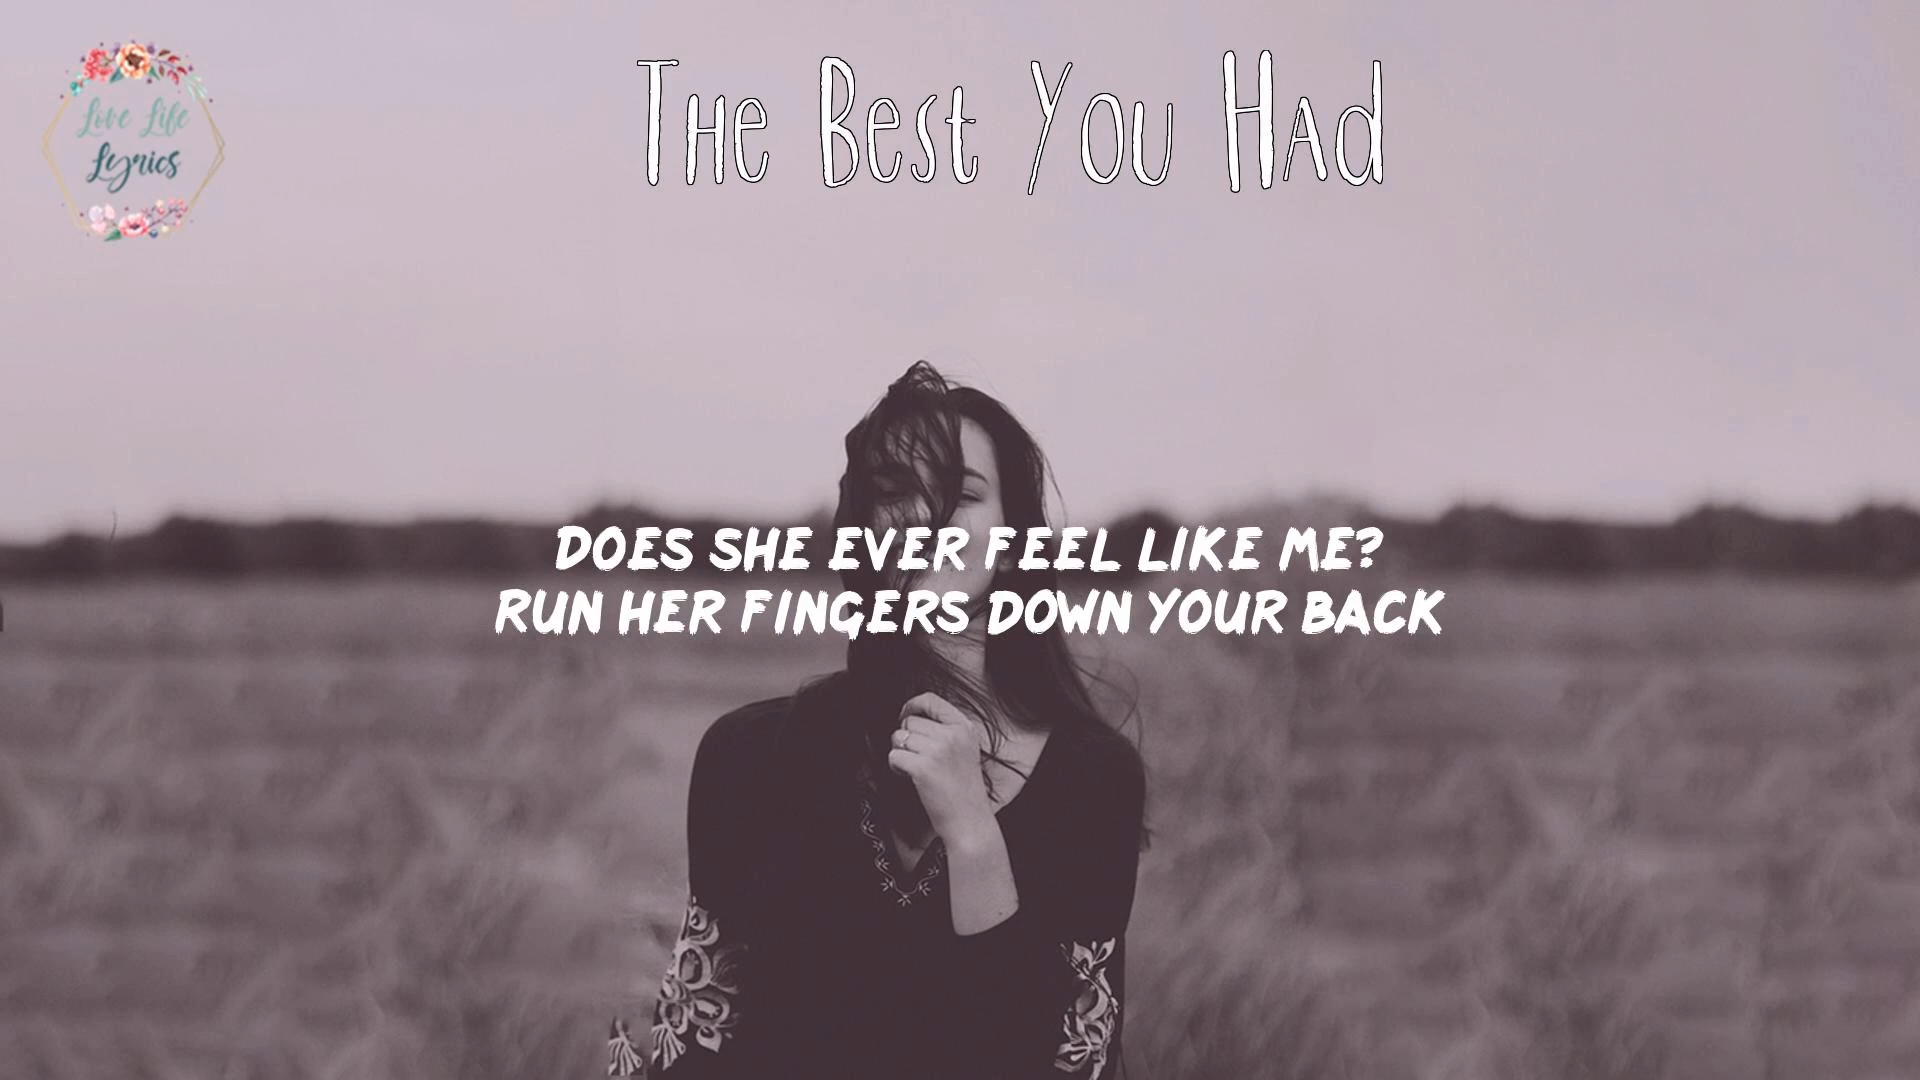 Love Life
Lyrics
The Best You Had
DOES SHE EVER FEEL LIKE ME?
RUN HER FINGERS DOWN YOUR BACK